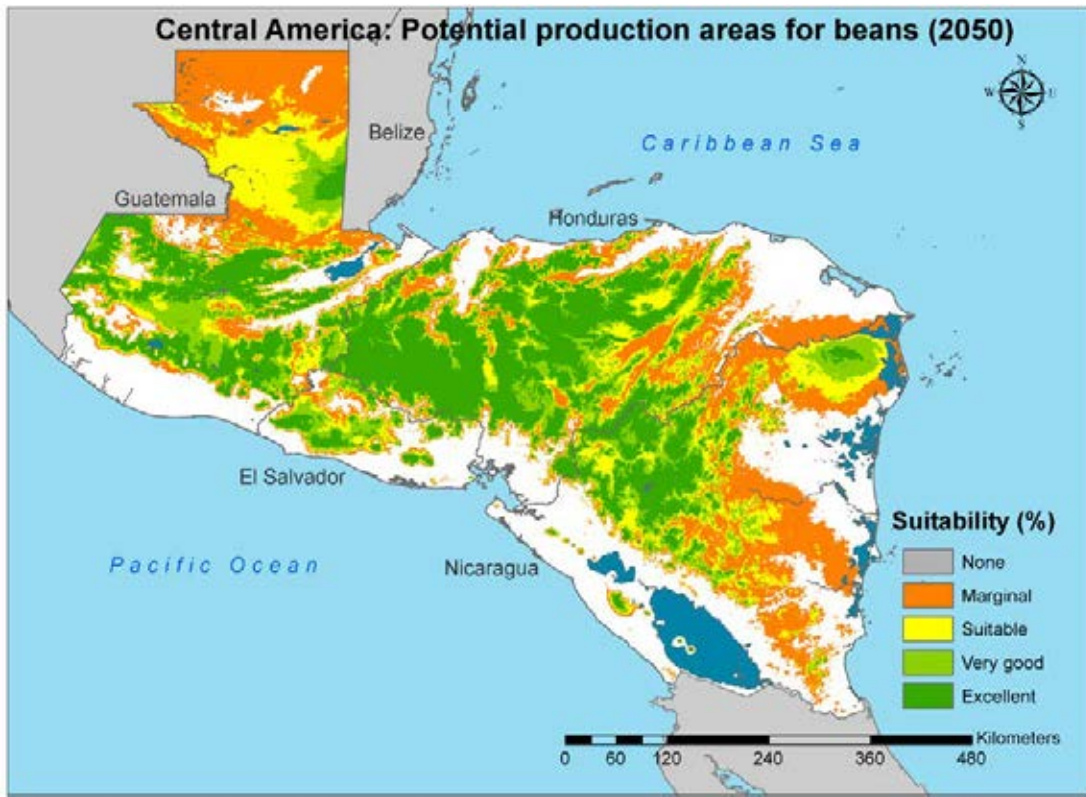 Central America: Potential production areas for beans (2050)
N
W U
S
Belize
Caribbean Sea
Guatemala
Honduras
El Salvador
Pacific Ocean
Nicaragua
Suitability (%)
None
Marginal
Suitable
Very good
Excellent
Kilometers
0 60 120 240 360 480